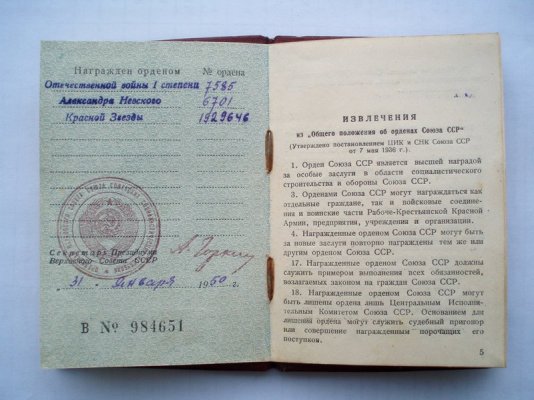 Награжден орденом № ордена
Отечественной войны I степени 7585
Александра Невского 6701
Красной Звезды 1929646
Секретарь Президиума
Верховного Совета СССР
А. Горкин
31 января 1950 г.
В № 984651
ИЗВЛЕЧЕНИЯ
из „Общего положения об орденах Союза ССР“
(Утверждено постановлением ЦИК и СНК Союза ССР
от 7 мая 1936 г.)
1. Орден Союза ССР является высшей наградой
за особые заслуги в области социалистического
строительства и обороны Союза ССР.
3. Орденами Союза ССР могут награждаться как
отдельные граждане, так и войсковые соединения
и воинские части Рабоче-Крестьянской Красной
Армии, предприятия, учреждения и организации.
4. Награжденные орденом Союза ССР могут быть
за новые заслуги повторно награждены тем же или
другим орденом Союза ССР.
17. Награжденные орденом Союза ССР должны
служить примером выполнения всех обязанностей,
возлагаемых законом на граждан Союза ССР.
18. Награжденные орденом Союза ССР могут
быть лишены ордена лишь Центральным Исполни-
тельным Комитетом Союза ССР. Основанием для
лишения ордена могут служить судебный приговор
или совершение награжденным порочащих его
поступков.
5